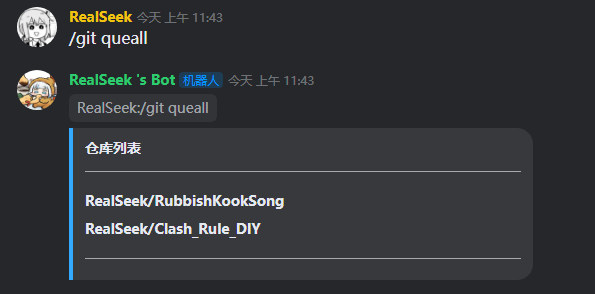 RealSeek 今天 上午 11:43
/git queall
RealSeek 's Bot 机器人 今天 上午 11:43
RealSeek:/git queall
仓库列表
RealSeek/RubbishKookSong
RealSeek/Clash_Rule_DIY